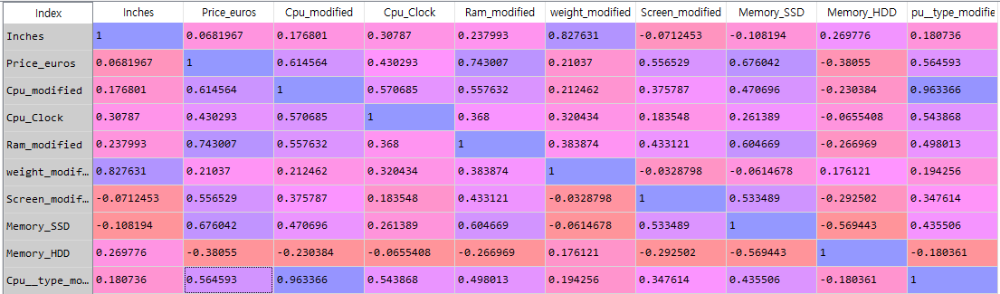 Index Inches Price_euros Cpu_modified Cpu_Clock Ram_modified weight_modified Screen_modified Memory_SSD Memory_HDD pu__type_modifie
Inches 1 0.0681967 0.176801 0.30787 0.237993 0.827631 -0.0712453 -0.108194 0.269776 0.180736
Price_euros 0.0681967 1 0.614564 0.430293 0.743007 0.21037 0.556529 0.676042 -0.38055 0.564593
Cpu_modified 0.176801 0.614564 1 0.570685 0.557632 0.212462 0.375787 0.470696 -0.230384 0.963366
Cpu_Clock 0.30787 0.430293 0.570685 1 0.368 0.320434 0.183548 0.261389 -0.0655408 0.543868
Ram_modified 0.237993 0.743007 0.557632 0.368 1 0.383874 0.433121 0.604669 -0.266969 0.498013
weight_modif... 0.827631 0.21037 0.212462 0.320434 0.383874 1 -0.0328798 -0.0614678 0.176121 0.194256
Screen_modif... -0.0712453 0.556529 0.375787 0.183548 0.433121 -0.0328798 1 0.533489 -0.292502 0.347614
Memory_SSD -0.108194 0.676042 0.470696 0.261389 0.604669 -0.0614678 0.533489 1 -0.569443 0.435506
Memory_HDD 0.269776 -0.38055 -0.230384 -0.0655408 -0.266969 0.176121 -0.292502 -0.569443 1 -0.180361
Cpu__type_mo... 0.180736 0.564593 0.963366 0.543868 0.498013 0.194256 0.347614 0.435506 -0.180361 1